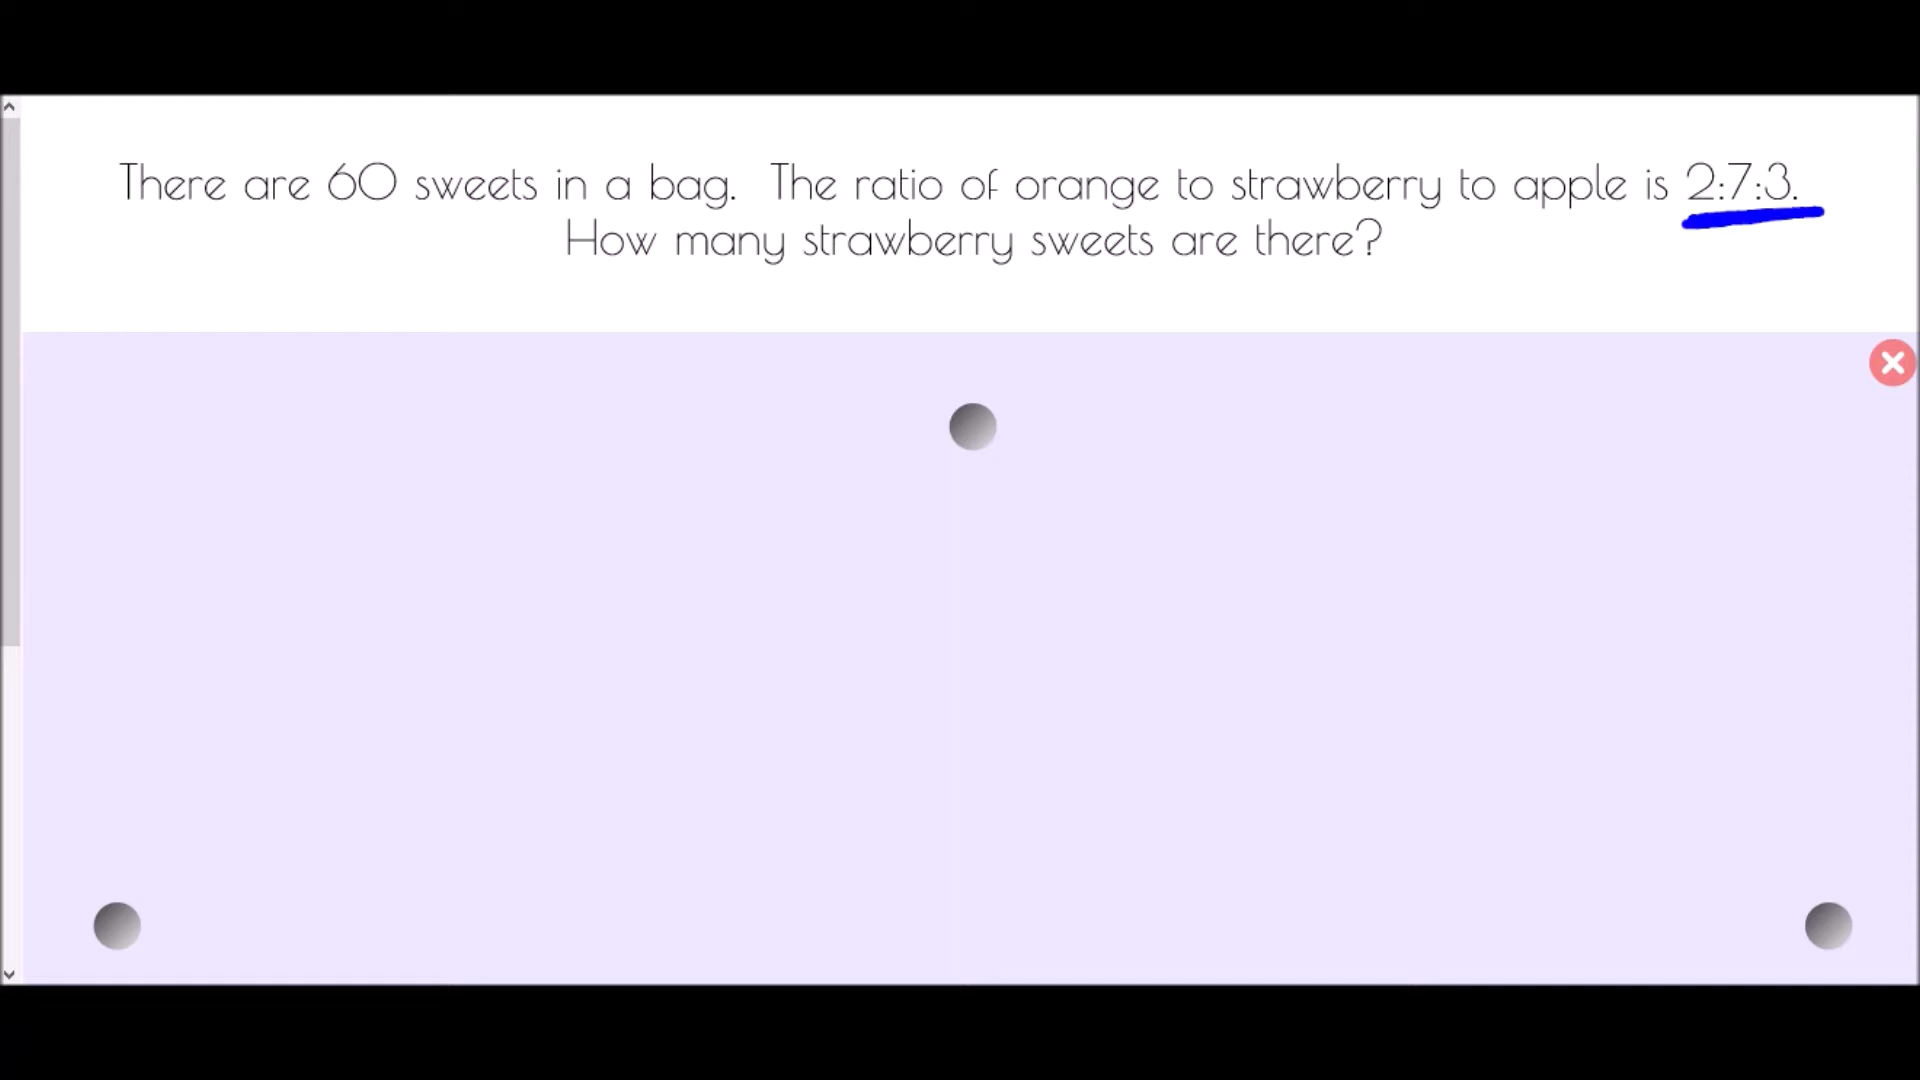 There are 60 sweets in a bag. The ratio of orange to strawberry to apple is 2:7:3.
How many strawberry sweets are there?